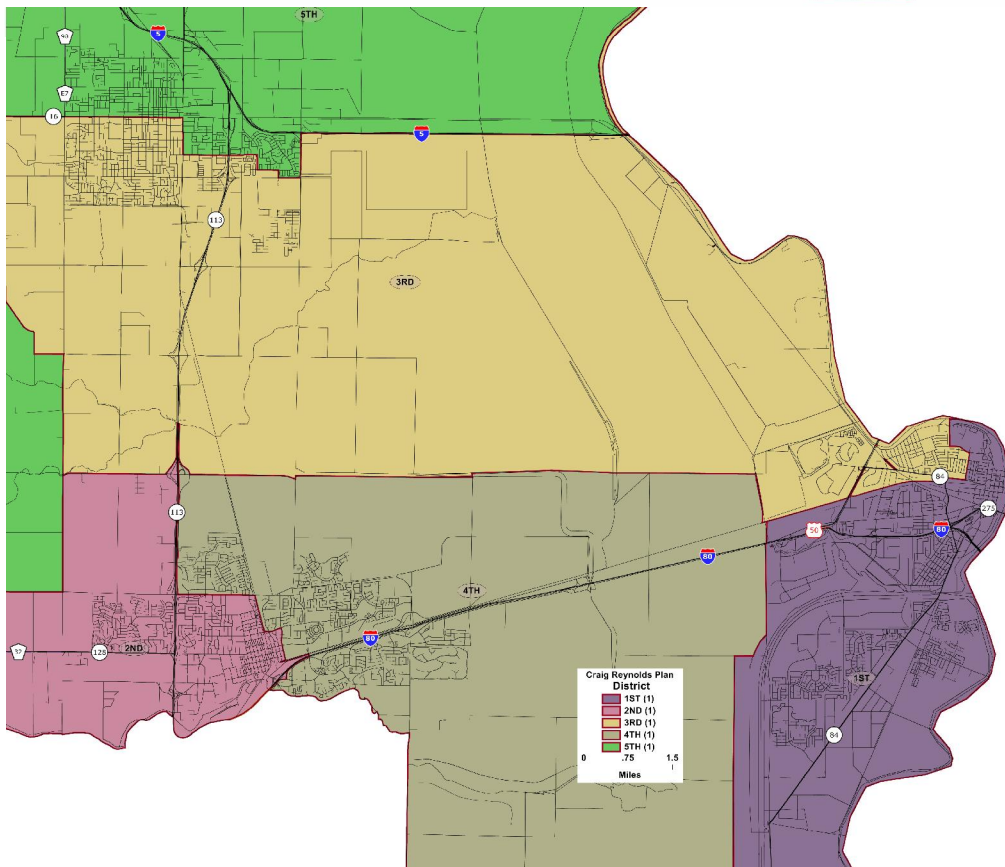 5TH
90
5
E7
16
5
113
3RD
84
275
113
50
80
80
4TH
80
32
128
2ND
1ST
84
Craig Reynolds Plan
District
1ST (1)
2ND (1)
3RD (1)
4TH (1)
5TH (1)
0 .75 1.5
Miles